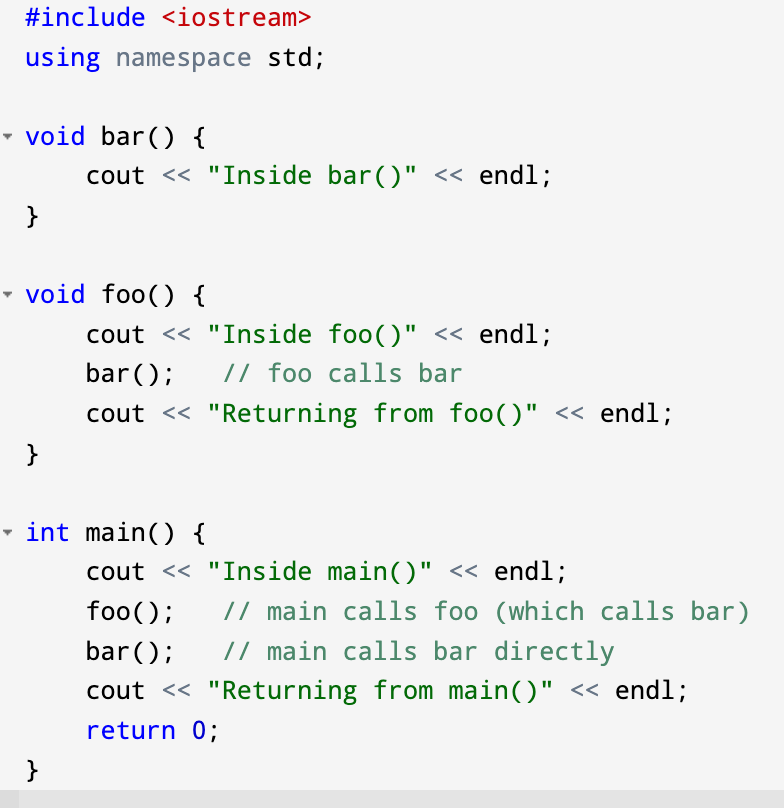 #include <iostream>
using namespace std;
void bar() {
    cout << "Inside bar()" << endl;
}
void foo() {
    cout << "Inside foo()" << endl;
    bar();   // foo calls bar
    cout << "Returning from foo()" << endl;
}
int main() {
    cout << "Inside main()" << endl;
    foo();   // main calls foo (which calls bar)
    bar();   // main calls bar directly
    cout << "Returning from main()" << endl;
    return 0;
}